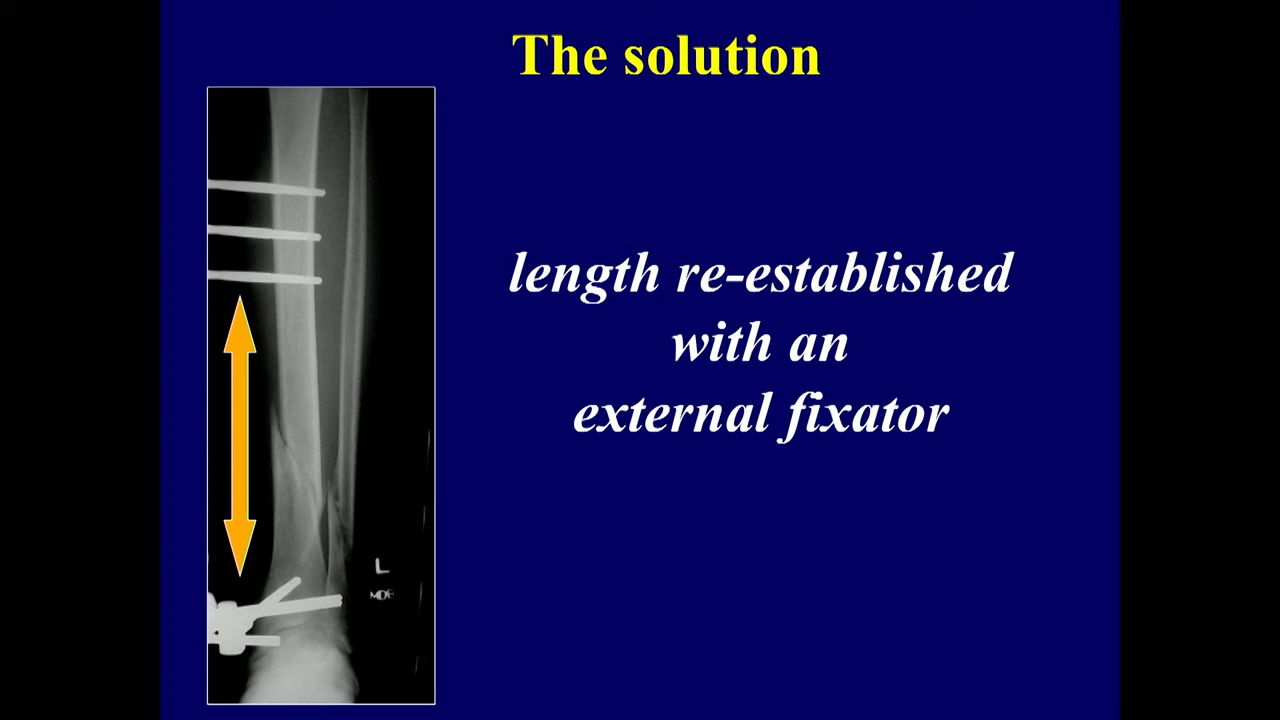 The solution
length re-established
with an
external fixator
L